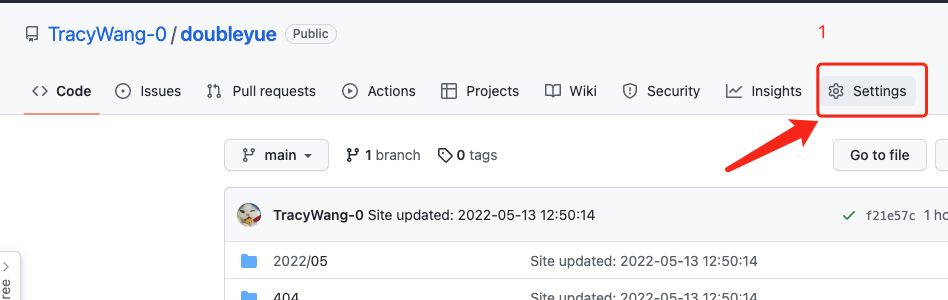 TracyWang-0 / doubleyue Public
1
Code Issues Pull requests Actions Projects Wiki Security Insights Settings
main 1 branch 0 tags Go to file
TracyWang-0 Site updated: 2022-05-13 12:50:14 f21e57c 1 ho
2022/05 Site updated: 2022-05-13 12:50:14
404 Site updated: 2022-05-13 12:50:14
ree